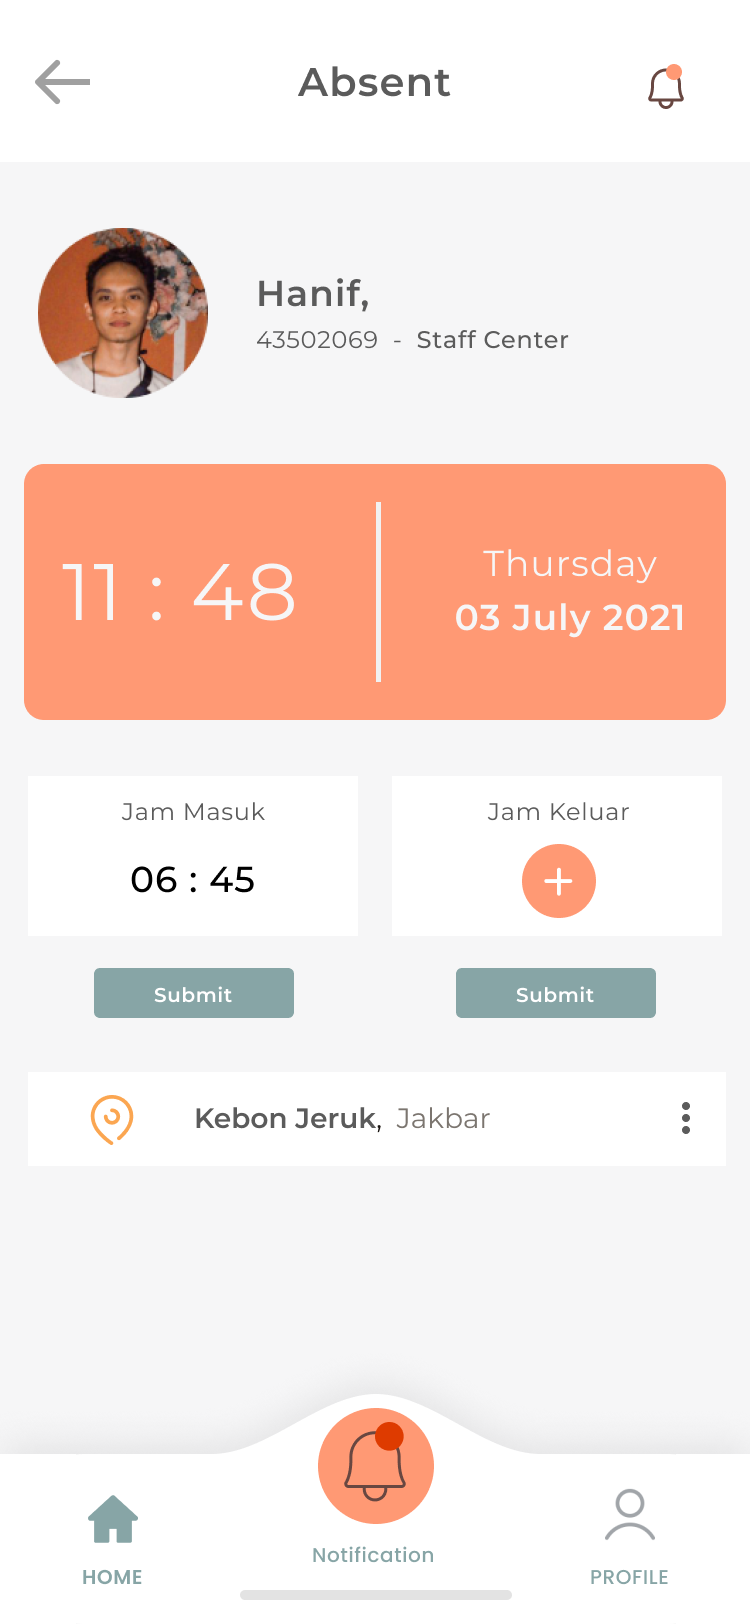 Absent
Hanif,
43502069 - Staff Center
11 : 48
Thursday
03 July 2021
Jam Masuk
06 : 45
Jam Keluar
Submit
Submit
Kebon Jeruk, Jakbar
HOME
Notification
PROFILE